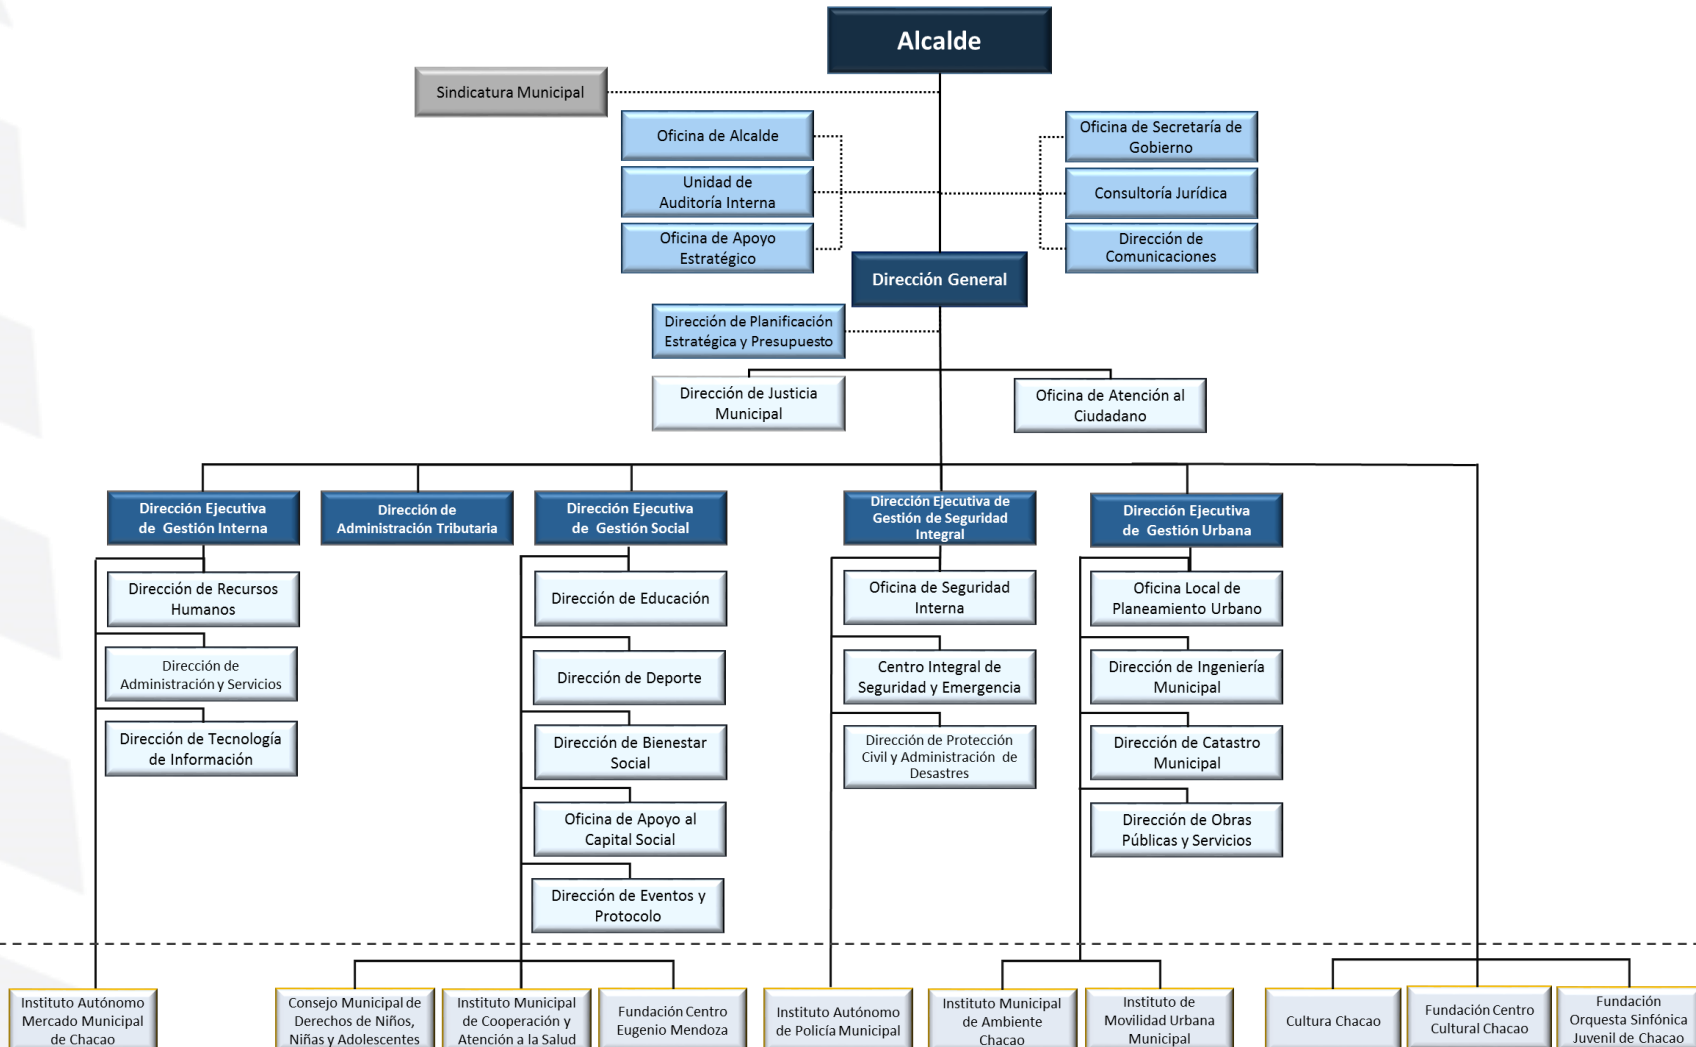 Alcalde
Sindicatura Municipal
Oficina de Alcalde
Unidad de
Auditoría Interna
Oficina de Apoyo
Estratégico
Oficina de Secretaría de
Gobierno
Consultoría Jurídica
Dirección de
Comunicaciones
Dirección General
Dirección de Planificación
Estratégica y Presupuesto
Dirección de Justicia
Municipal
Oficina de Atención al
Ciudadano
Dirección Ejecutiva
de Gestión Interna
Dirección de
Administración Tributaria
Dirección Ejecutiva
de Gestión Social
Dirección Ejecutiva de
Gestión de Seguridad
Integral
Dirección Ejecutiva
de Gestión Urbana
Dirección de Recursos
Humanos
Dirección de
Administración y Servicios
Dirección de Tecnología
de Información
Dirección de Educación
Dirección de Deporte
Dirección de Bienestar
Social
Oficina de Apoyo al
Capital Social
Dirección de Eventos y
Protocolo
Oficina de Seguridad
Interna
Centro Integral de
Seguridad y Emergencia
Dirección de Protección
Civil y Administración de
Desastres
Oficina Local de
Planeamiento Urbano
Dirección de Ingeniería
Municipal
Dirección de Catastro
Municipal
Dirección de Obras
Públicas y Servicios
Instituto Autónomo
Mercado Municipal
de Chacao
Consejo Municipal de
Derechos de Niños,
Niñas y Adolescentes
Instituto Municipal
de Cooperación y
Atención a la Salud
Fundación Centro
Eugenio Mendoza
Instituto Autónomo
de Policía Municipal
Instituto Municipal
de Ambiente
Chacao
Instituto de
Movilidad Urbana
Municipal
Cultura Chacao
Fundación Centro
Cultural Chacao
Fundación
Orquesta Sinfónica
Juvenil de Chacao